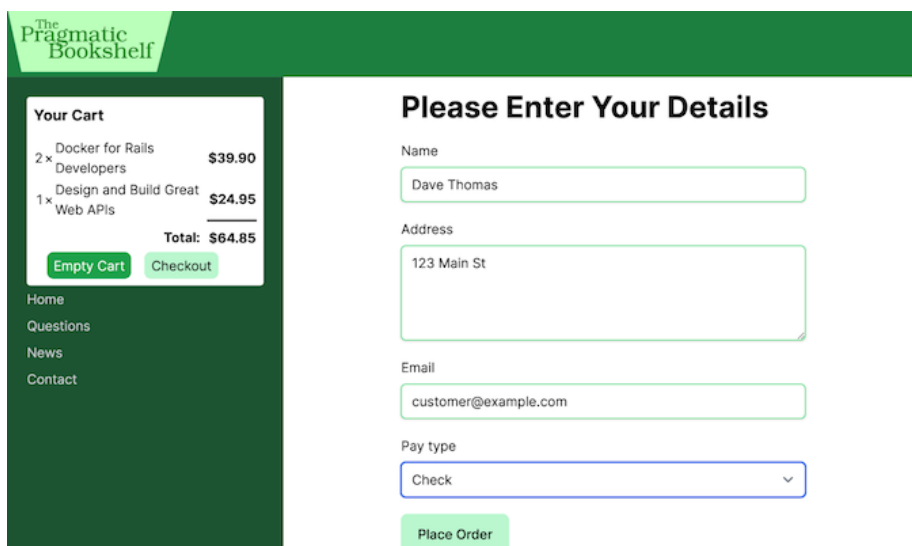 The
Pragmatic
Bookshelf
Your Cart
2× Docker for Rails $39.90
Developers
1× Design and Build Great $24.95
Web APIs
Total: $64.85
Empty Cart Checkout
Home
Questions
News
Contact
Please Enter Your Details
Name
Dave Thomas
Address
123 Main St
Email
customer@example.com
Pay type
Check
Place Order